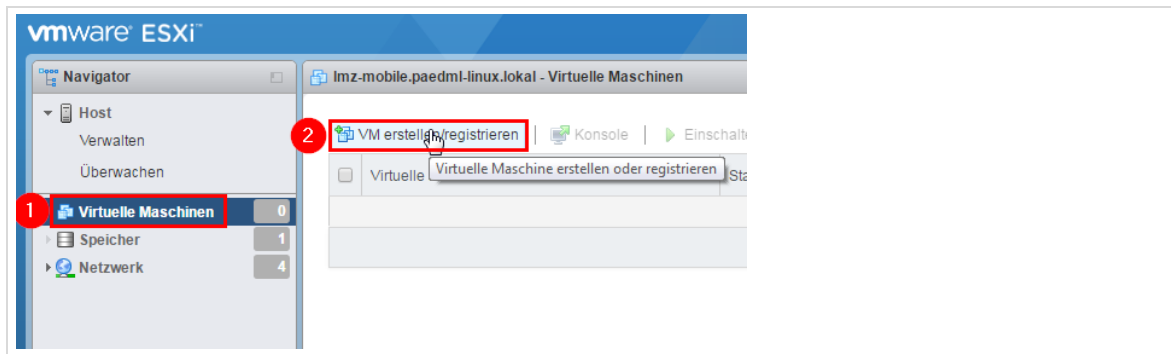 vmware ESXi™
Navigator
lmz-mobile.paedml-linux.lokal - Virtuelle Maschinen
Host
Verwalten
Überwachen
1 Virtuelle Maschinen 0
Speicher 1
Netzwerk 4
2 VM erstellen/registrieren | Konsole | Einschalte
Virtuelle Maschine erstellen oder registrieren
Virtuelle Sta